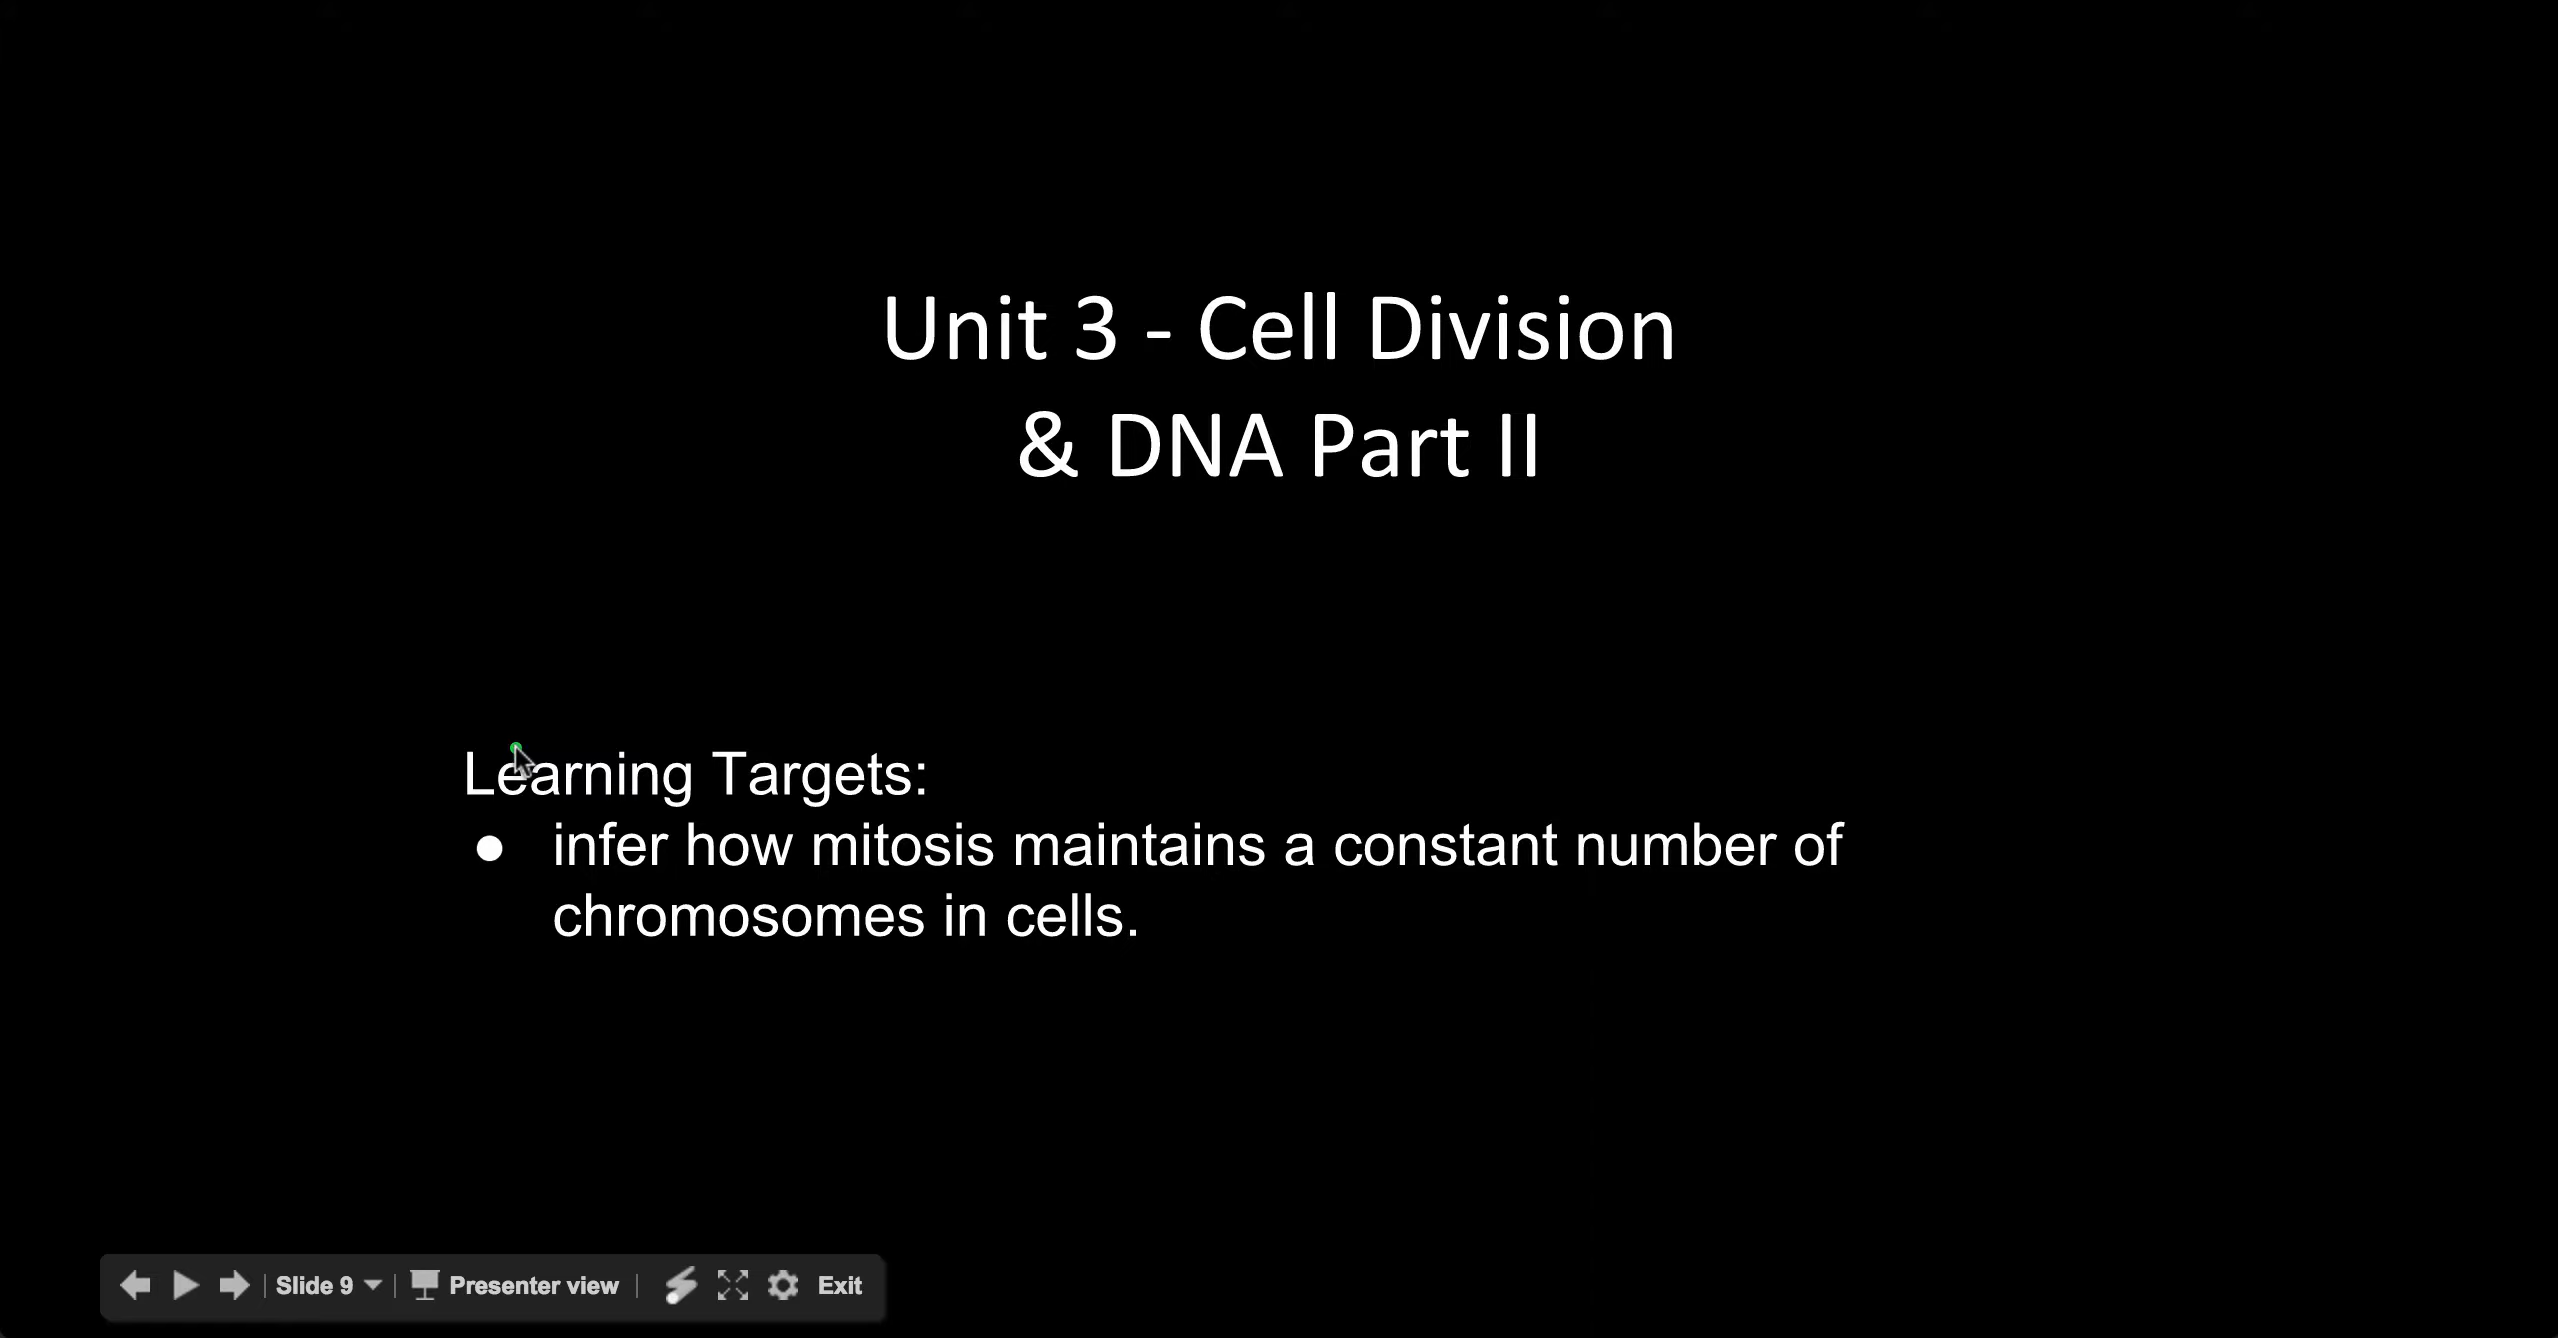 Unit 3 - Cell Division
& DNA Part II
Learning Targets:
● infer how mitosis maintains a constant number of
chromosomes in cells.
Slide 9 | Presenter view | Exit